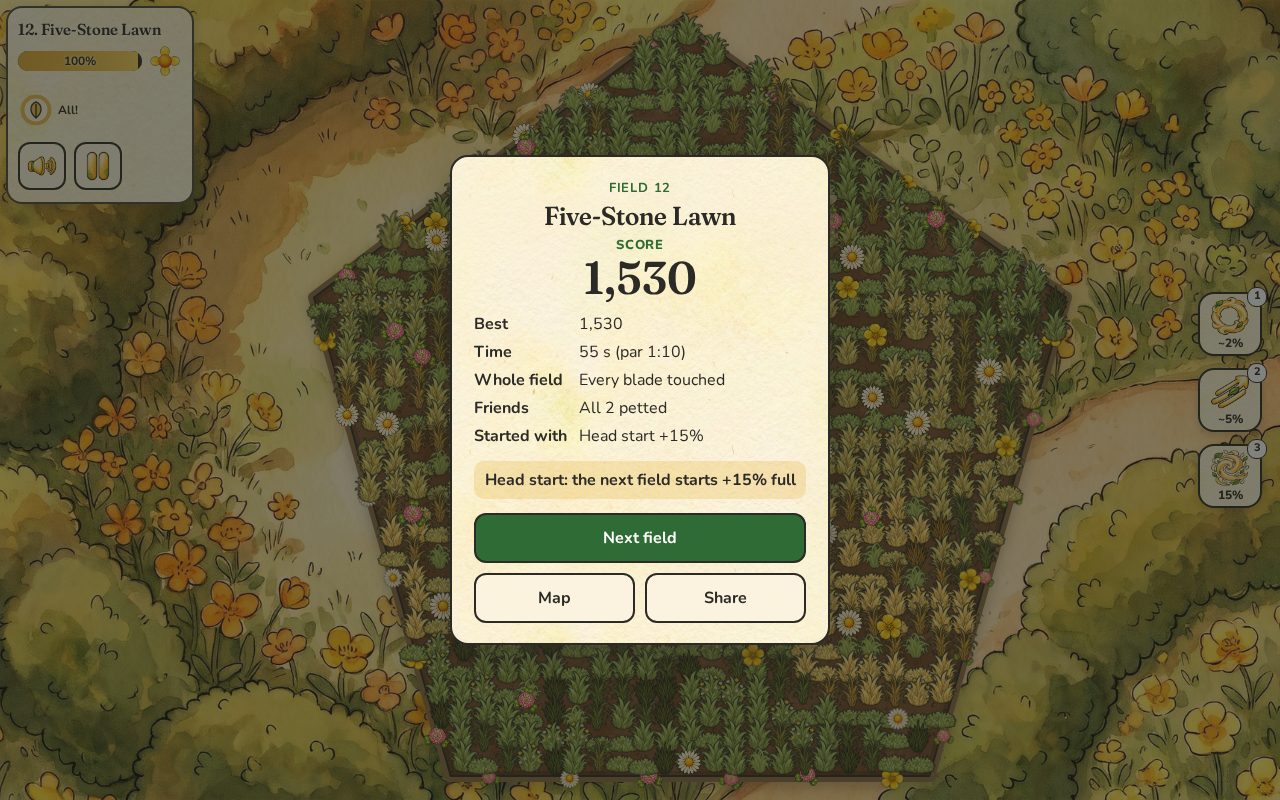 12. Five-Stone Lawn
100%
All!
FIELD 12
Five-Stone Lawn
SCORE
1,530
Best 1,530
Time 55 s (par 1:10)
Whole field Every blade touched
Friends All 2 petted
Started with Head start +15%
Head start: the next field starts +15% full
Next field
Map Share
1
~2%
2
~5%
3
15%